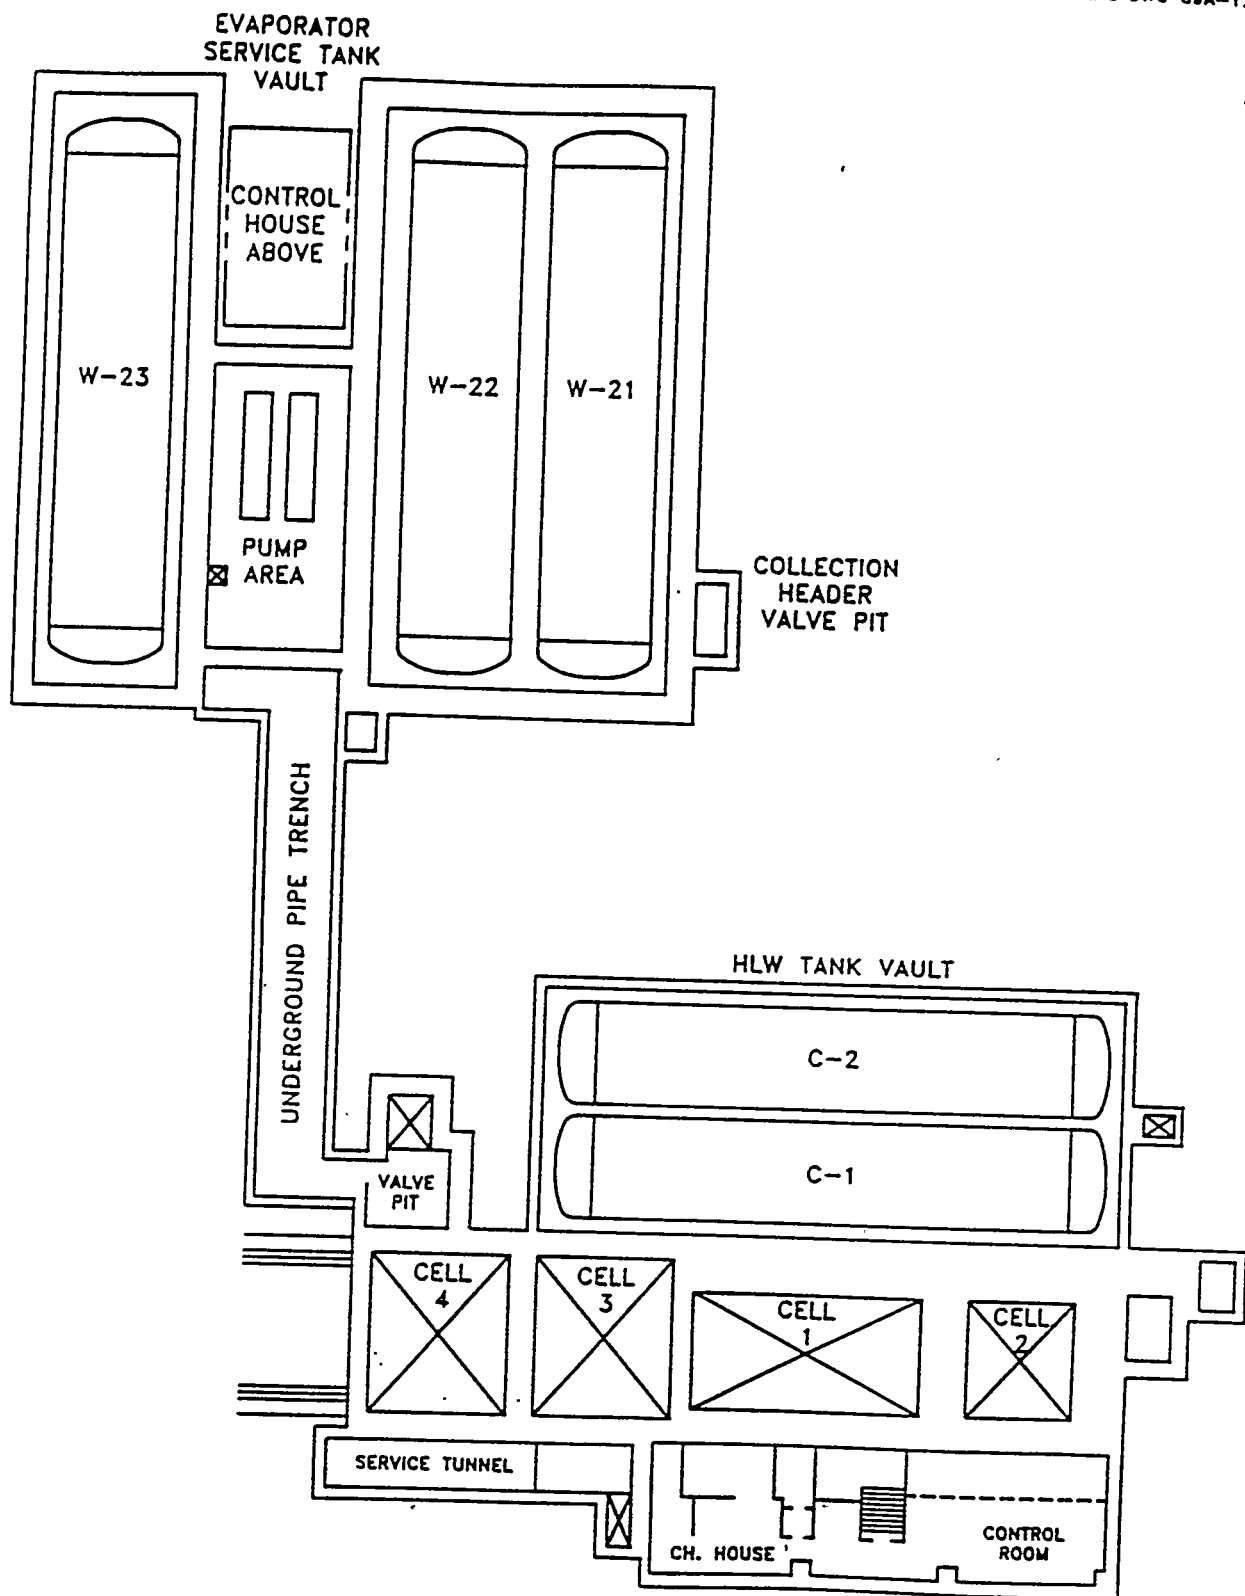 EVAPORATOR
SERVICE TANK
VAULT
CONTROL
HOUSE
ABOVE
W-23
W-22
W-21
PUMP
AREA
COLLECTION
HEADER
VALVE PIT
UNDERGROUND PIPE TRENCH
HLW TANK VAULT
C-2
C-1
VALVE
PIT
CELL
4
CELL
3
CELL
1
CELL
2
SERVICE TUNNEL
CH. HOUSE
CONTROL
ROOM